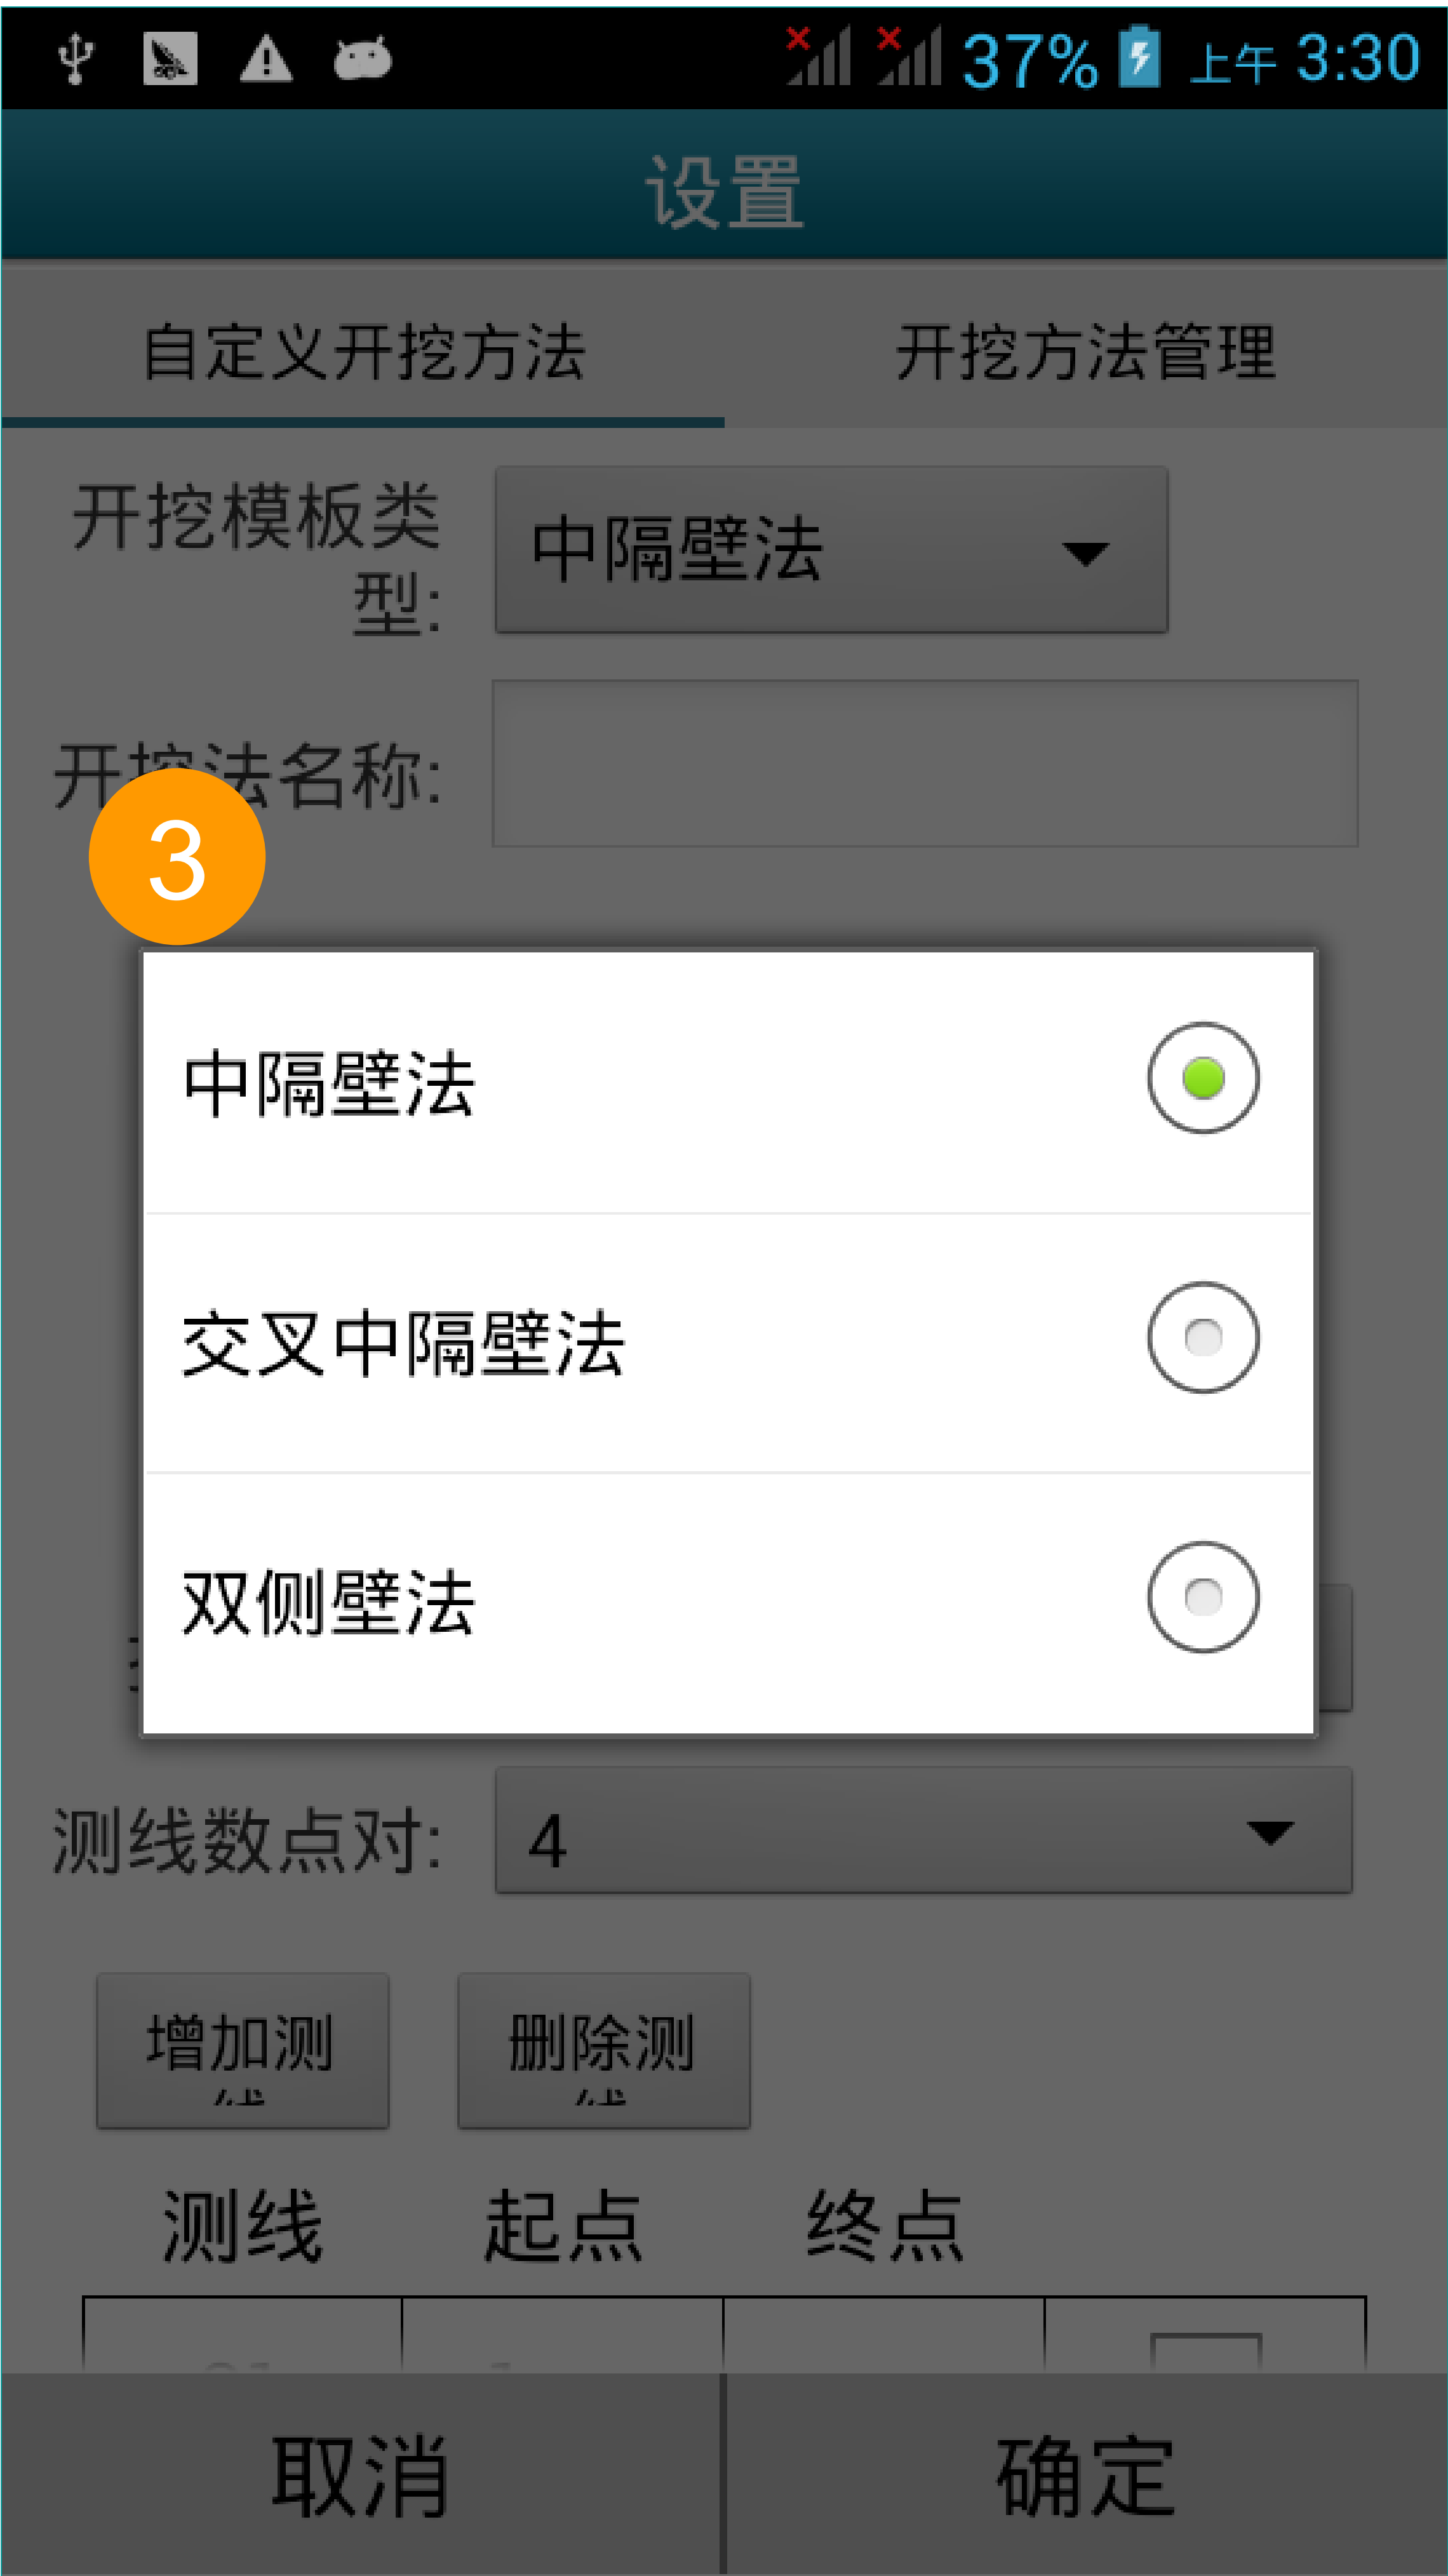 37% 上午 3:30
设置
自定义开挖方法 开挖方法管理
开挖模板类
型:
中隔壁法
开挖法名称:
3
中隔壁法
交叉中隔壁法
双侧壁法
测线数点对: 4
增加测 删除测
测线 起点 终点
取消 确定